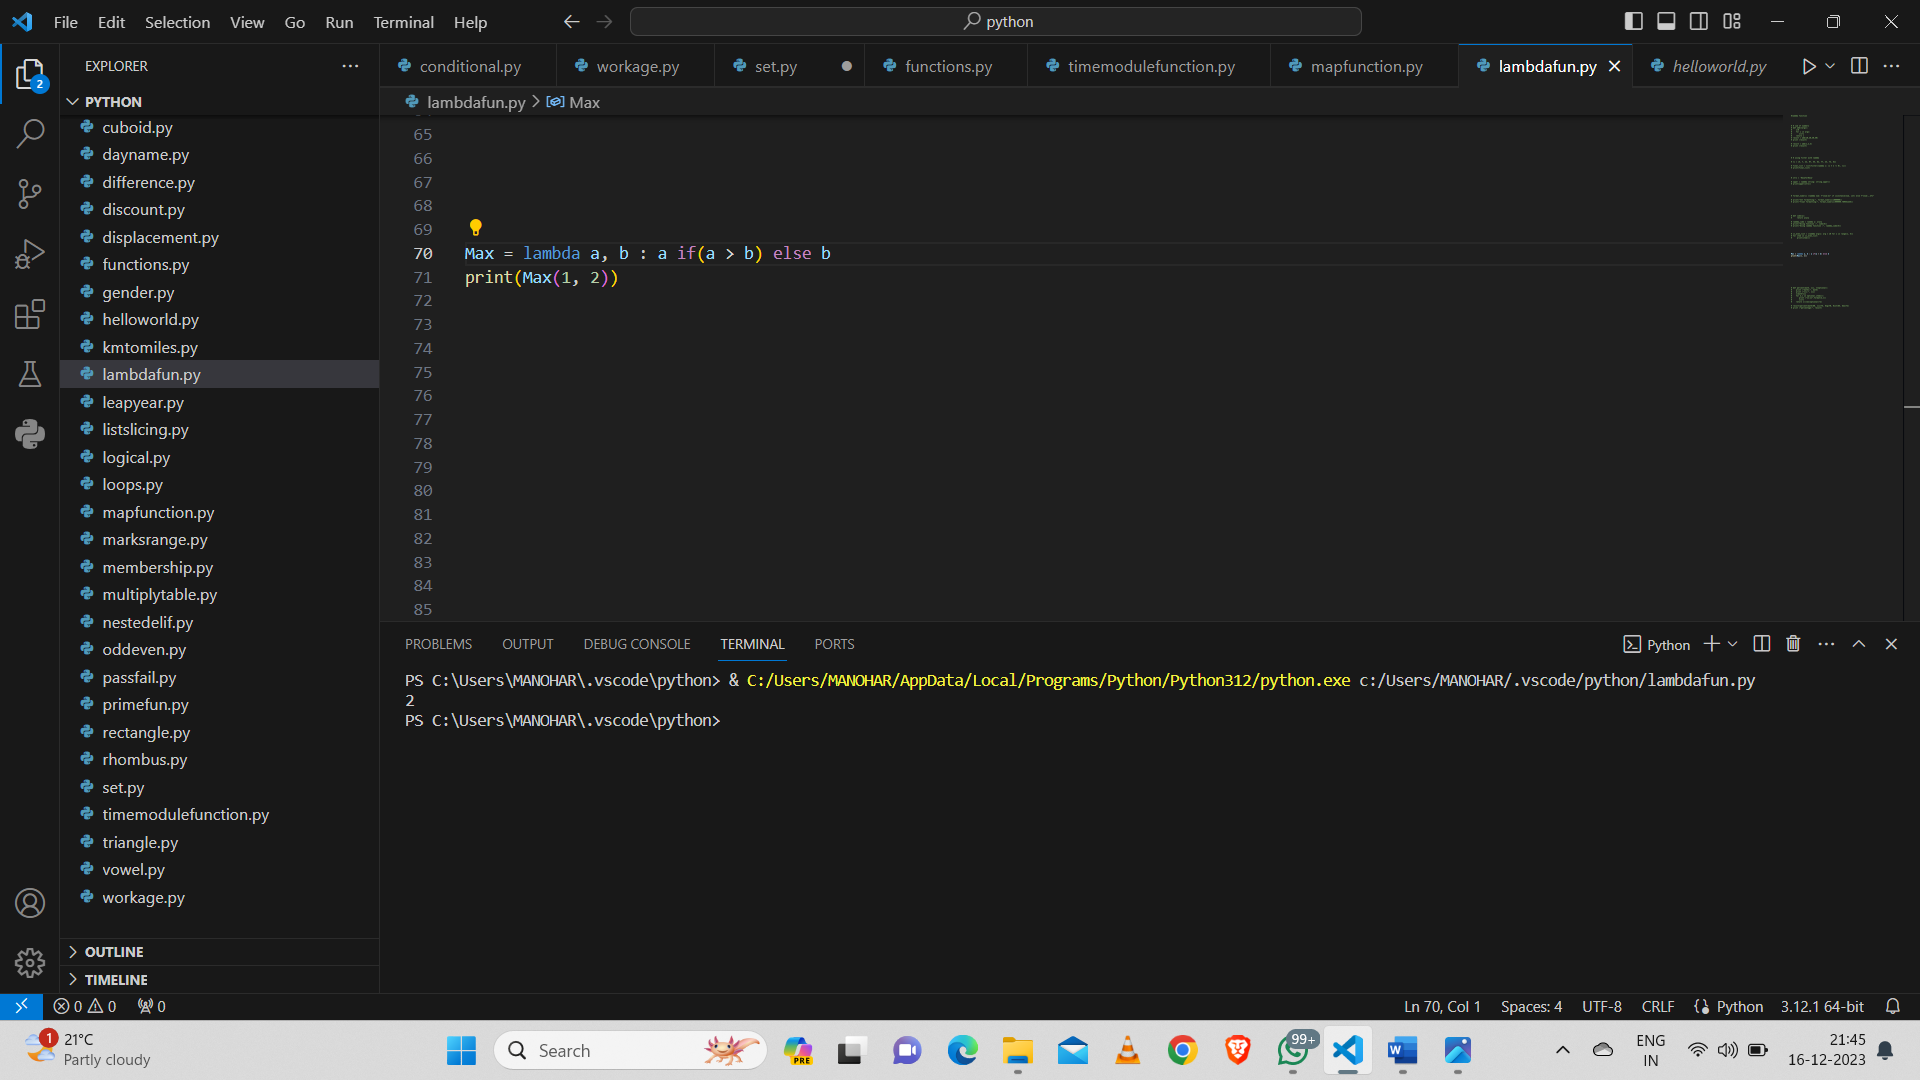 File Edit Selection View Go Run Terminal Help
python
EXPLORER
conditional.py workage.py set.py functions.py timemodulefunction.py mapfunction.py lambdafun.py helloworld.py
lambdafun.py > Max
PYTHON
cuboid.py
dayname.py
difference.py
discount.py
displacement.py
functions.py
gender.py
helloworld.py
kmtomiles.py
lambdafun.py
leapyear.py
listslicing.py
logical.py
loops.py
mapfunction.py
marksrange.py
membership.py
multiplytable.py
nestedelif.py
oddeven.py
passfail.py
primefun.py
rectangle.py
rhombus.py
set.py
timemodulefunction.py
triangle.py
vowel.py
workage.py
OUTLINE
TIMELINE
2
65
66
67
68
69
70 Max = lambda a, b : a if(a > b) else b
71 print(Max(1, 2))
72
73
74
75
76
77
78
79
80
81
82
83
84
85
PROBLEMS OUTPUT DEBUG CONSOLE TERMINAL PORTS
Python
PS C:\Users\MANOHAR\.vscode\python> & C:/Users/MANOHAR/AppData/Local/Programs/Python/Python312/python.exe c:/Users/MANOHAR/.vscode/python/lambdafun.py
2
PS C:\Users\MANOHAR\.vscode\python>
0 0 0
Ln 70, Col 1 Spaces: 4 UTF-8 CRLF Python 3.12.1 64-bit
1
21°C
Partly cloudy
Search
PRE
99+
ENG
IN
21:45
16-12-2023